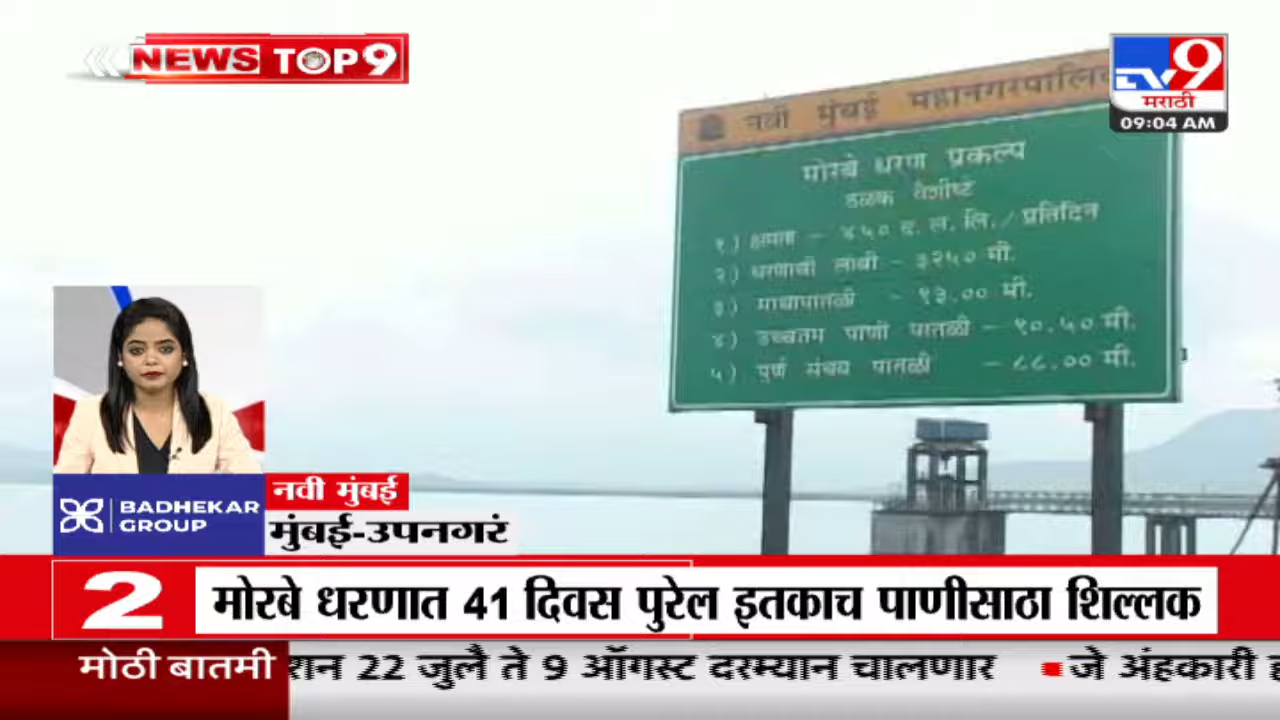 NEWS TOP 9
TV9
मराठी
09:04 AM
नवी मुंबई महानगरपालि
मोरबे धरण प्रकल्प
ठळक वैशीष्टे
१) क्षमता - ४५० द. ल. लि. / प्रतिदिन
२) धरणाची लांबी - ३२५० मी.
३) माथापातळी - ९३.०० मी.
४) उच्चतम पाणी पातळी - ९०.५० मी.
५) पुर्ण संचय पातळी - ८८.०० मी.
BADHEKAR
GROUP
नवी मुंबई
मुंबई-उपनगरं
2 मोरबे धरणात 41 दिवस पुरेल इतकाच पाणीसाठा शिल्लक
मोठी बातमी शन 22 जुलै ते 9 ऑगस्ट दरम्यान चालणार ▪ जे अंहकारी